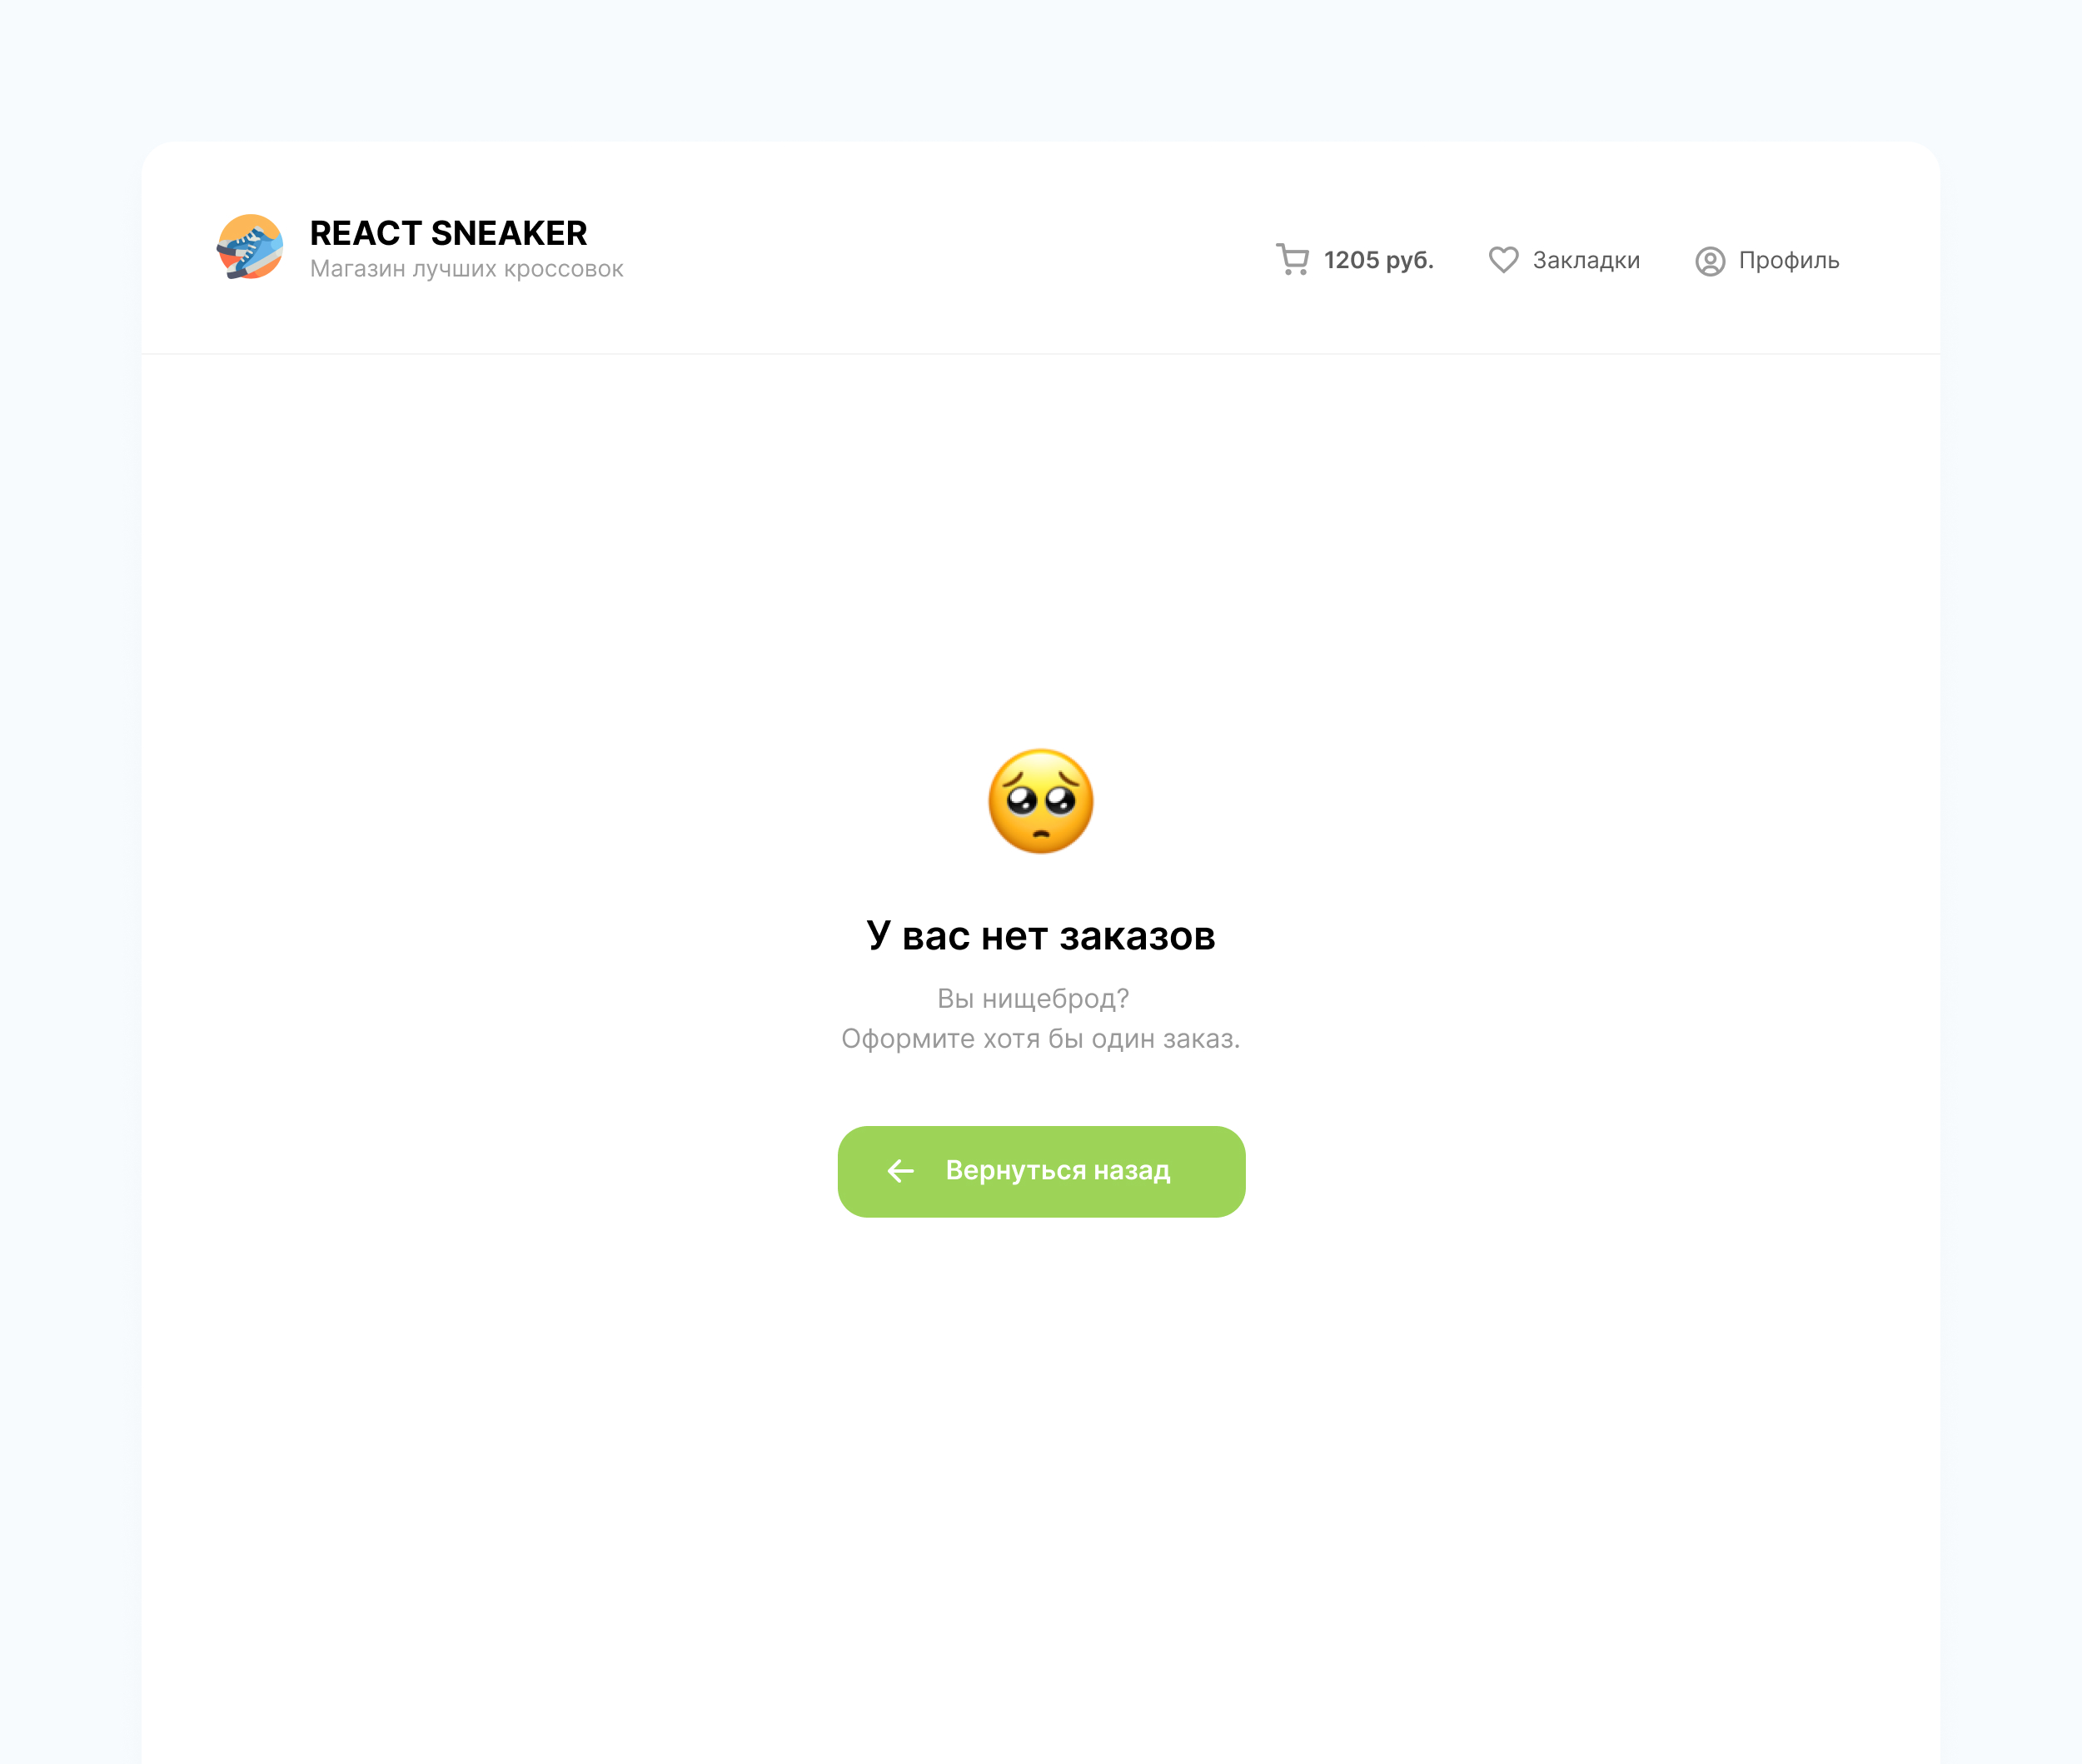 REACT SNEAKER
Магазин лучших кроссовок
1205 руб.
Закладки
Профиль
У вас нет заказов
Вы нищеброд?
Оформите хотя бы один заказ.
Вернуться назад